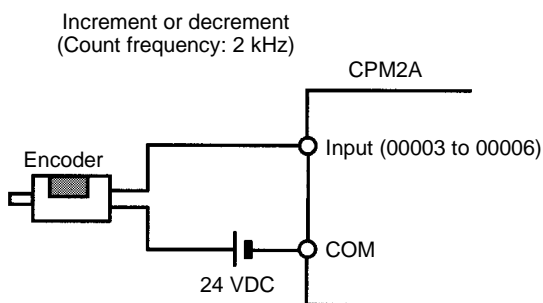 Increment or decrement
(Count frequency: 2 kHz)
CPM2A
Input (00003 to 00006)
Encoder
COM
24 VDC